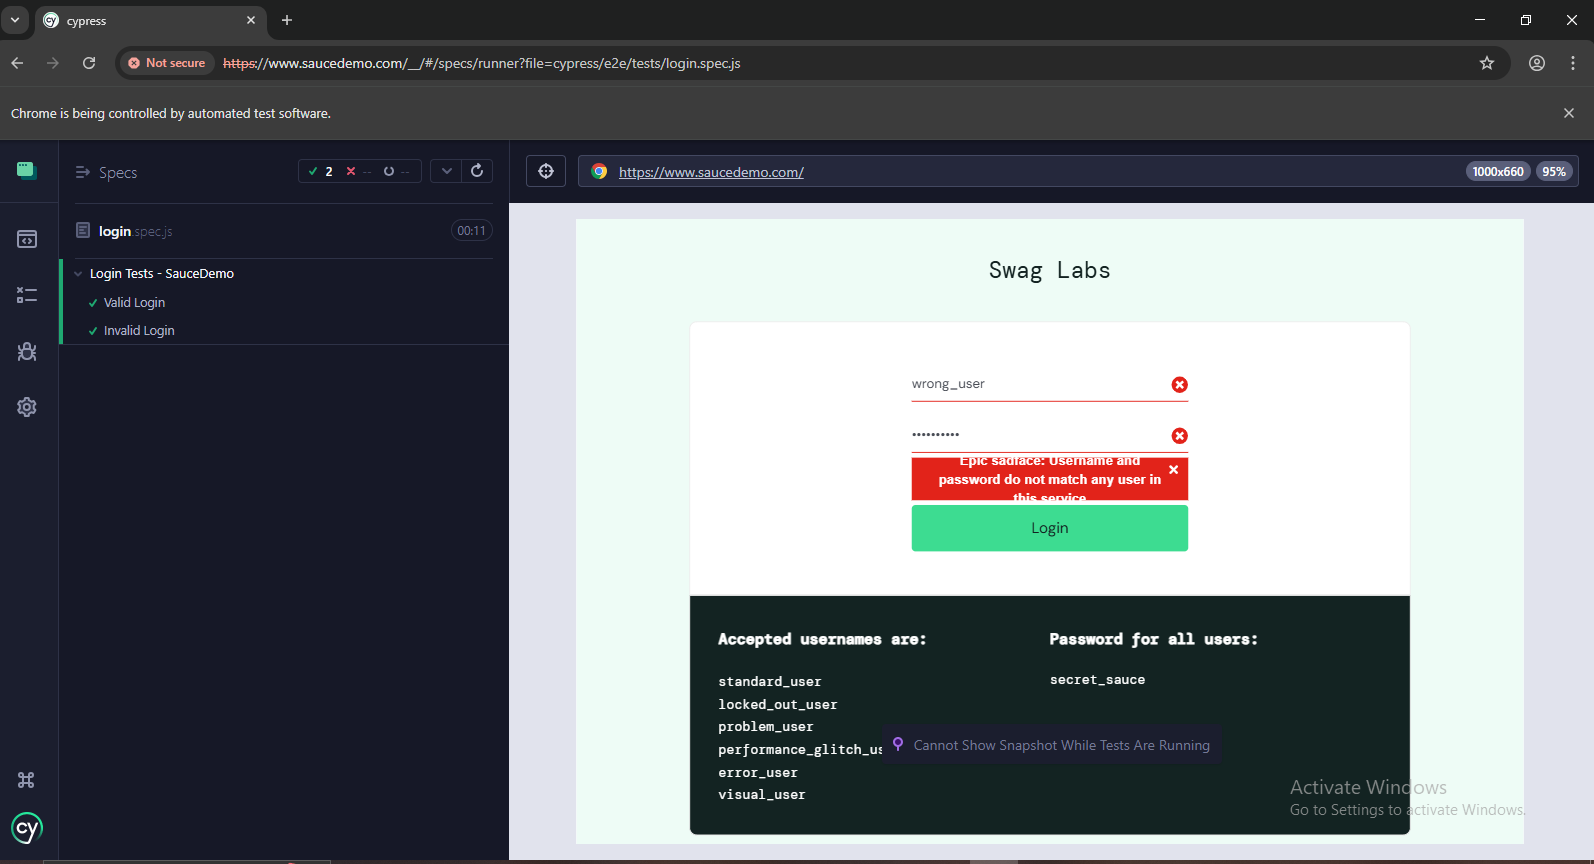 cypress
Not secure
https://www.saucedemo.com/__/#/specs/runner?file=cypress/e2e/tests/login.spec.js
Chrome is being controlled by automated test software.
Specs
2 -- --
https://www.saucedemo.com/
1000x660 95%
login.spec.js 00:11
Login Tests - SauceDemo
Valid Login
Invalid Login
Swag Labs
wrong_user
••••••••••
Epic sadface: Username and
password do not match any user in
this service
Login
Accepted usernames are:
standard_user
locked_out_user
problem_user
performance_glitch_us
error_user
visual_user
Password for all users:
secret_sauce
Cannot Show Snapshot While Tests Are Running
Activate Windows
Go to Settings to activate Windows.
cy